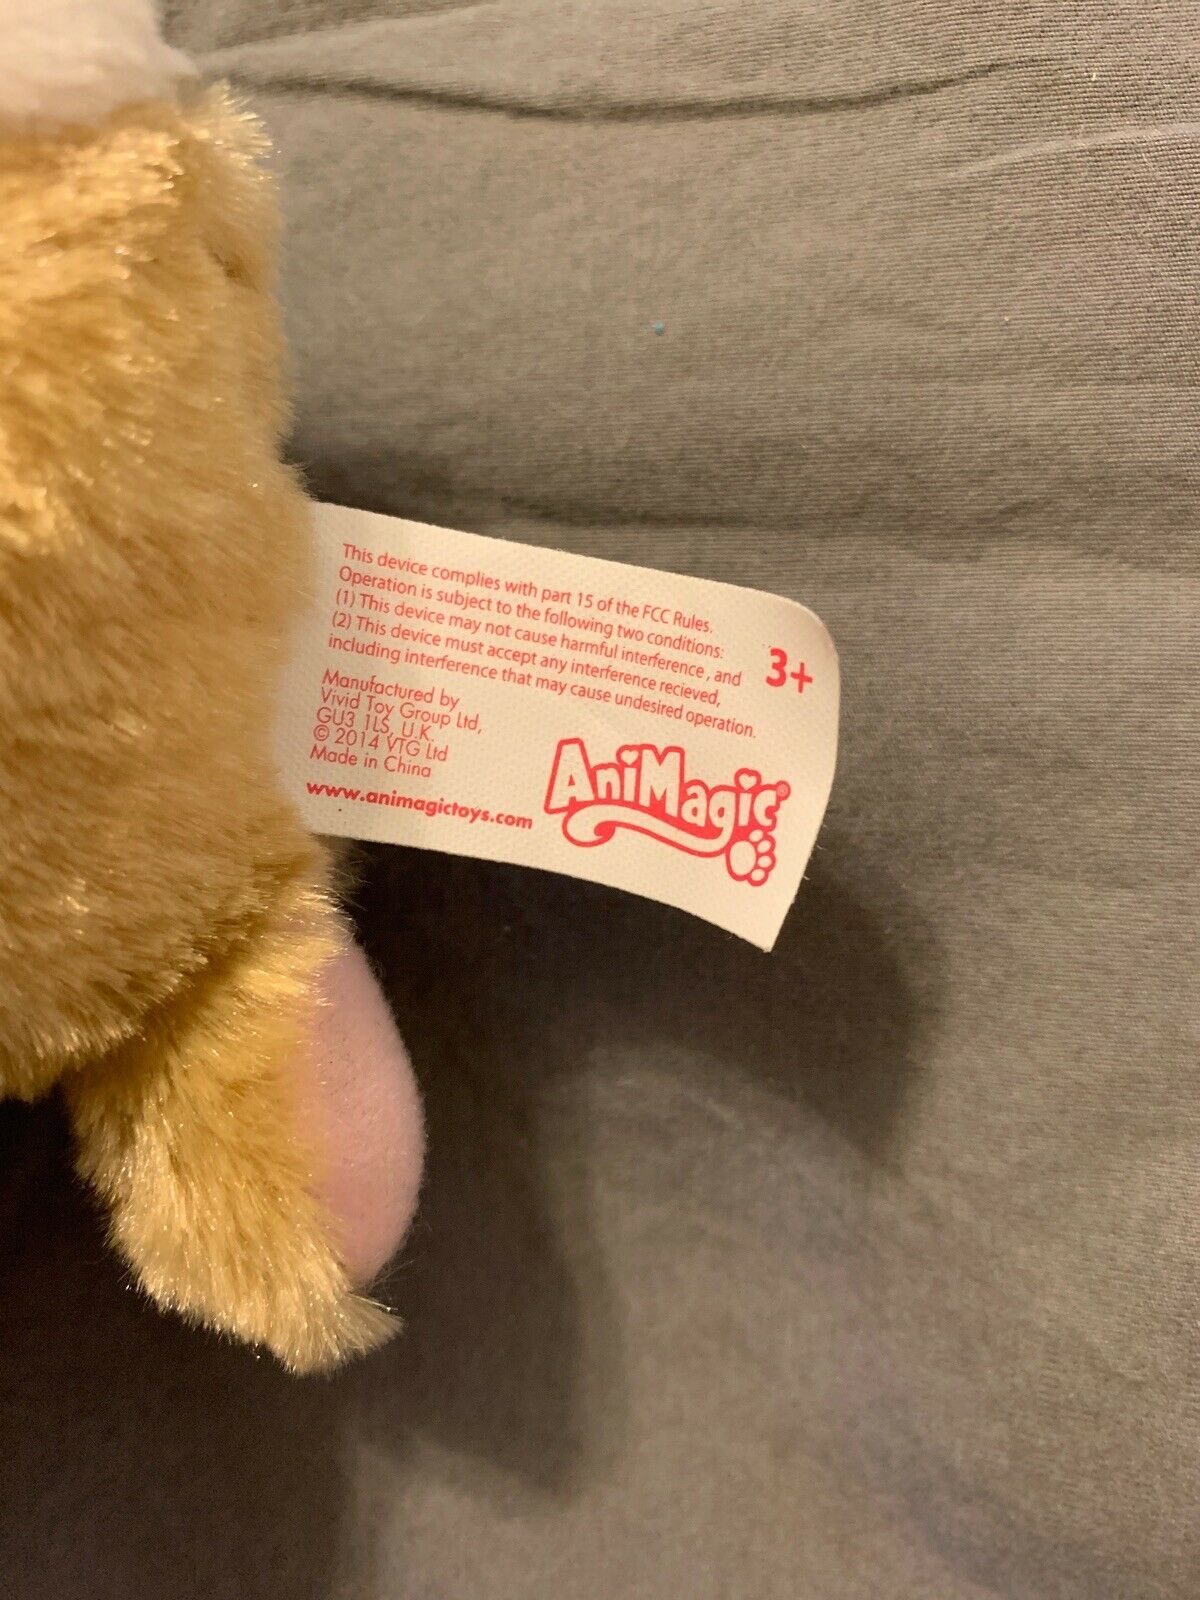 This device complies with part 15 of the FCC Rules.
Operation is subject to the following two conditions:
(1) This device may not cause harmful interference, and
(2) This device must accept any interference recieved,
including interference that may cause undesired operation.
3+
Manufactured by
Vivid Toy Group Ltd,
GU3 1LS, U.K.
© 2014 VTG Ltd
Made in China
www.animagictoys.com
AniMagic®